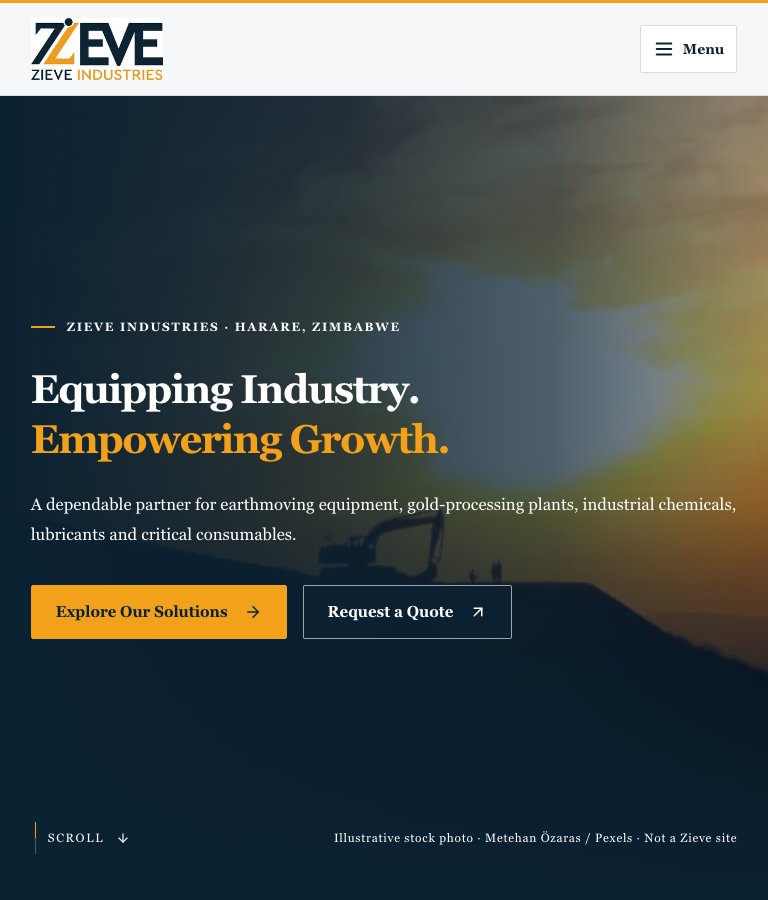 ZIEVE
ZIEVE INDUSTRIES
Menu
ZIEVE INDUSTRIES · HARARE, ZIMBABWE
Equipping Industry.
Empowering Growth.
A dependable partner for earthmoving equipment, gold-processing plants, industrial chemicals,
lubricants and critical consumables.
Explore Our Solutions →
Request a Quote ↗
SCROLL ↓
Illustrative stock photo · Metehan Özaras / Pexels · Not a Zieve site